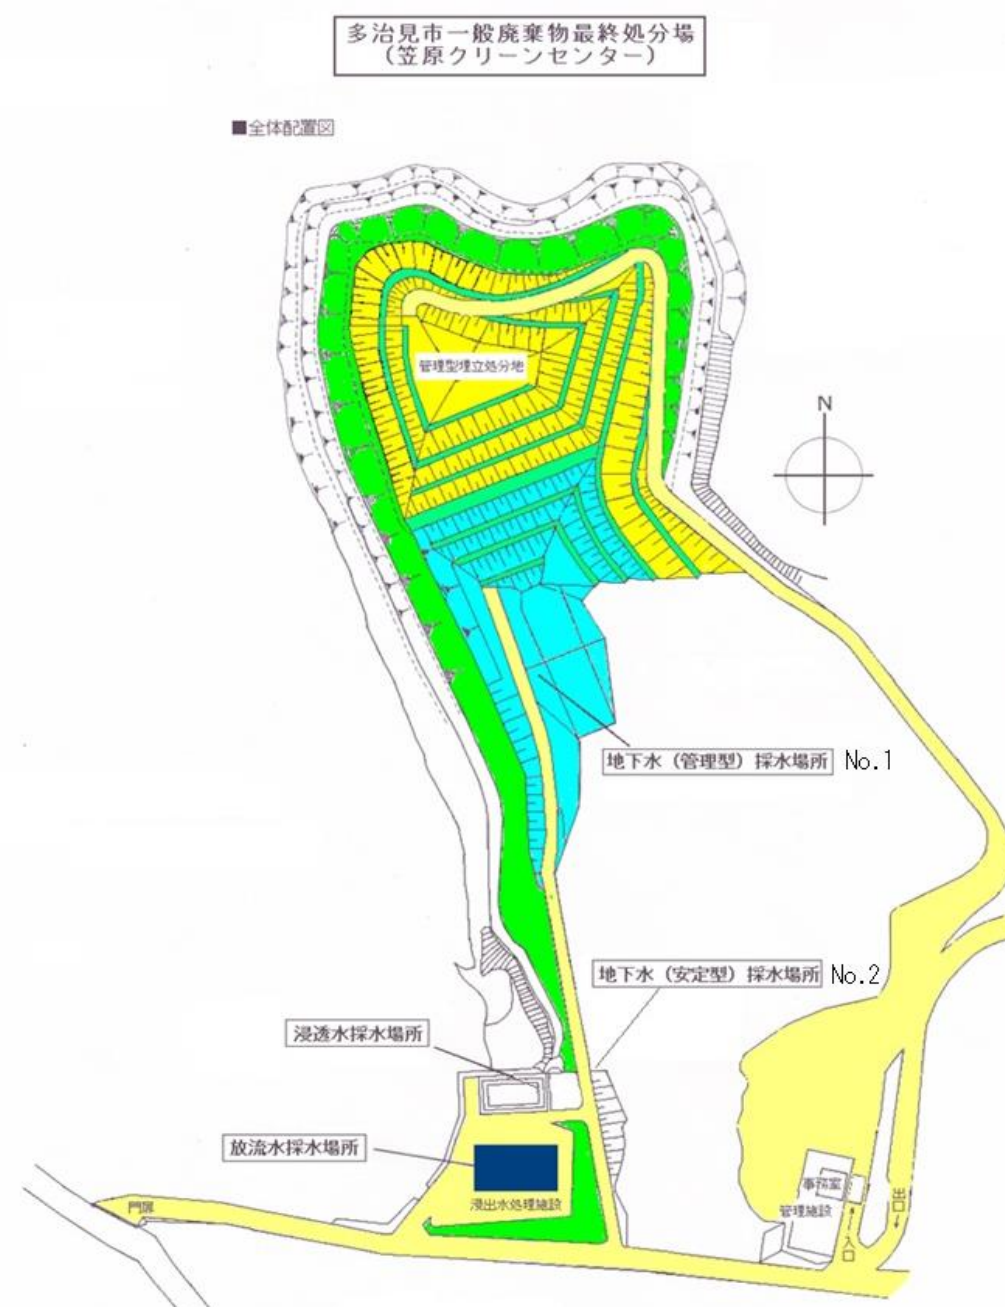 多治見市一般廃棄物最終処分場
(笠原クリーンセンター)
■全体配置図
管理型埋立処分地
N
地下水(管理型)採水場所 No.1
地下水(安定型)採水場所 No.2
浸透水採水場所
放流水採水場所
浸出水処理施設
門扉
事務室
管理施設
入口
出口